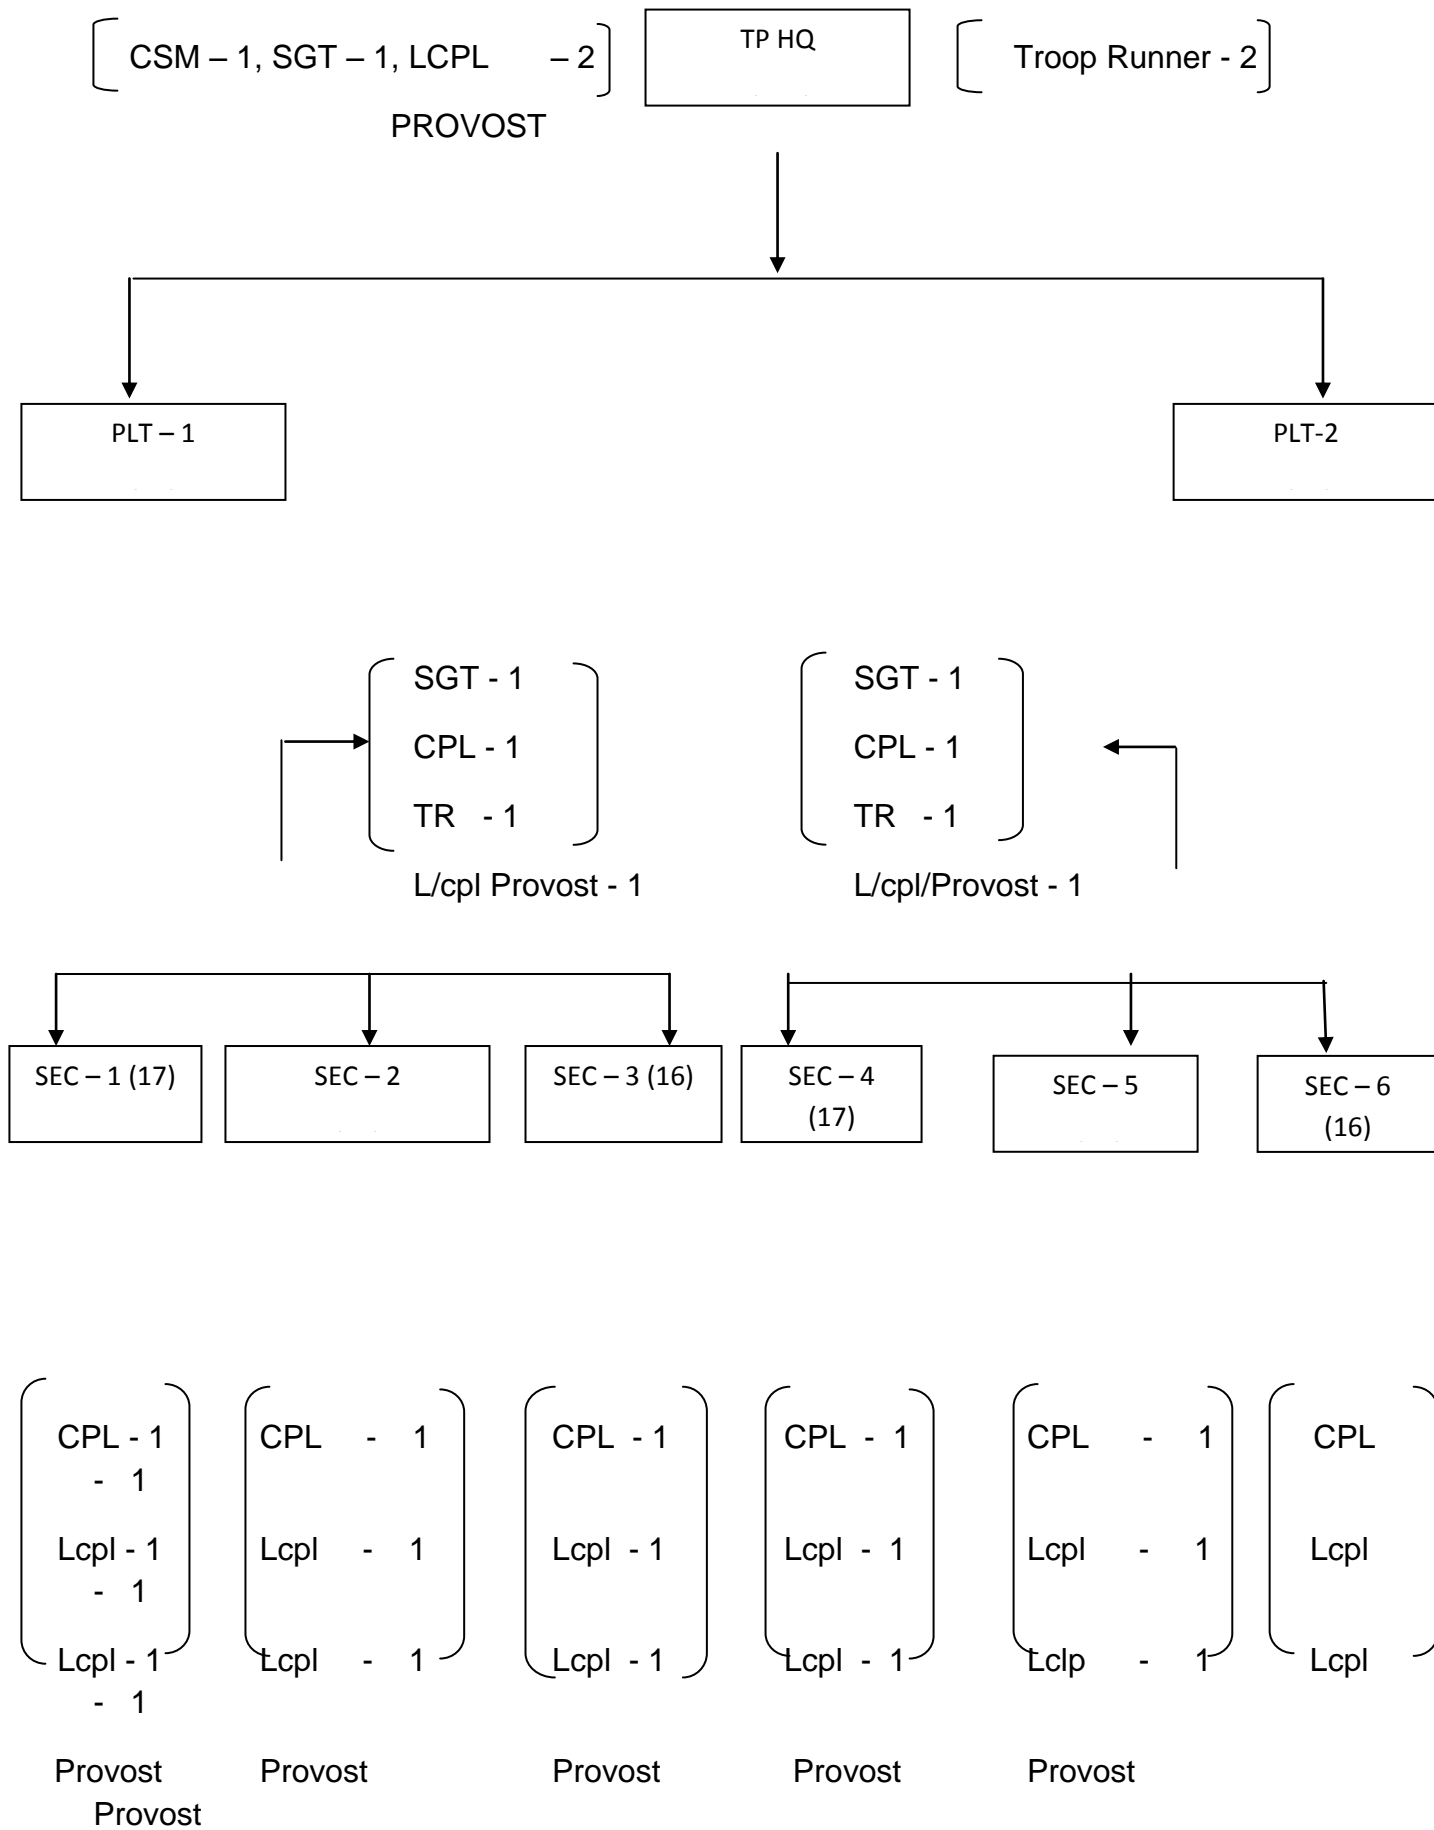 CSM – 1, SGT – 1, LCPL – 2
TP HQ
Troop Runner - 2
PROVOST
PLT – 1
PLT-2
SGT - 1
SGT - 1
CPL - 1
CPL - 1
TR - 1
TR - 1
L/cpl Provost - 1
L/cpl/Provost - 1
SEC – 1 (17)
SEC – 2
SEC – 3 (16)
SEC – 4
(17)
SEC – 5
SEC – 6
(16)
CPL - 1 CPL - 1 CPL - 1 CPL - 1 CPL - 1 CPL
- 1
Lcpl - 1 Lcpl - 1 Lcpl - 1 Lcpl - 1 Lcpl - 1 Lcpl
- 1
Lcpl - 1 Lcpl - 1 Lcpl - 1 Lcpl - 1 Lclp - 1 Lcpl
- 1
Provost Provost Provost Provost Provost
Provost